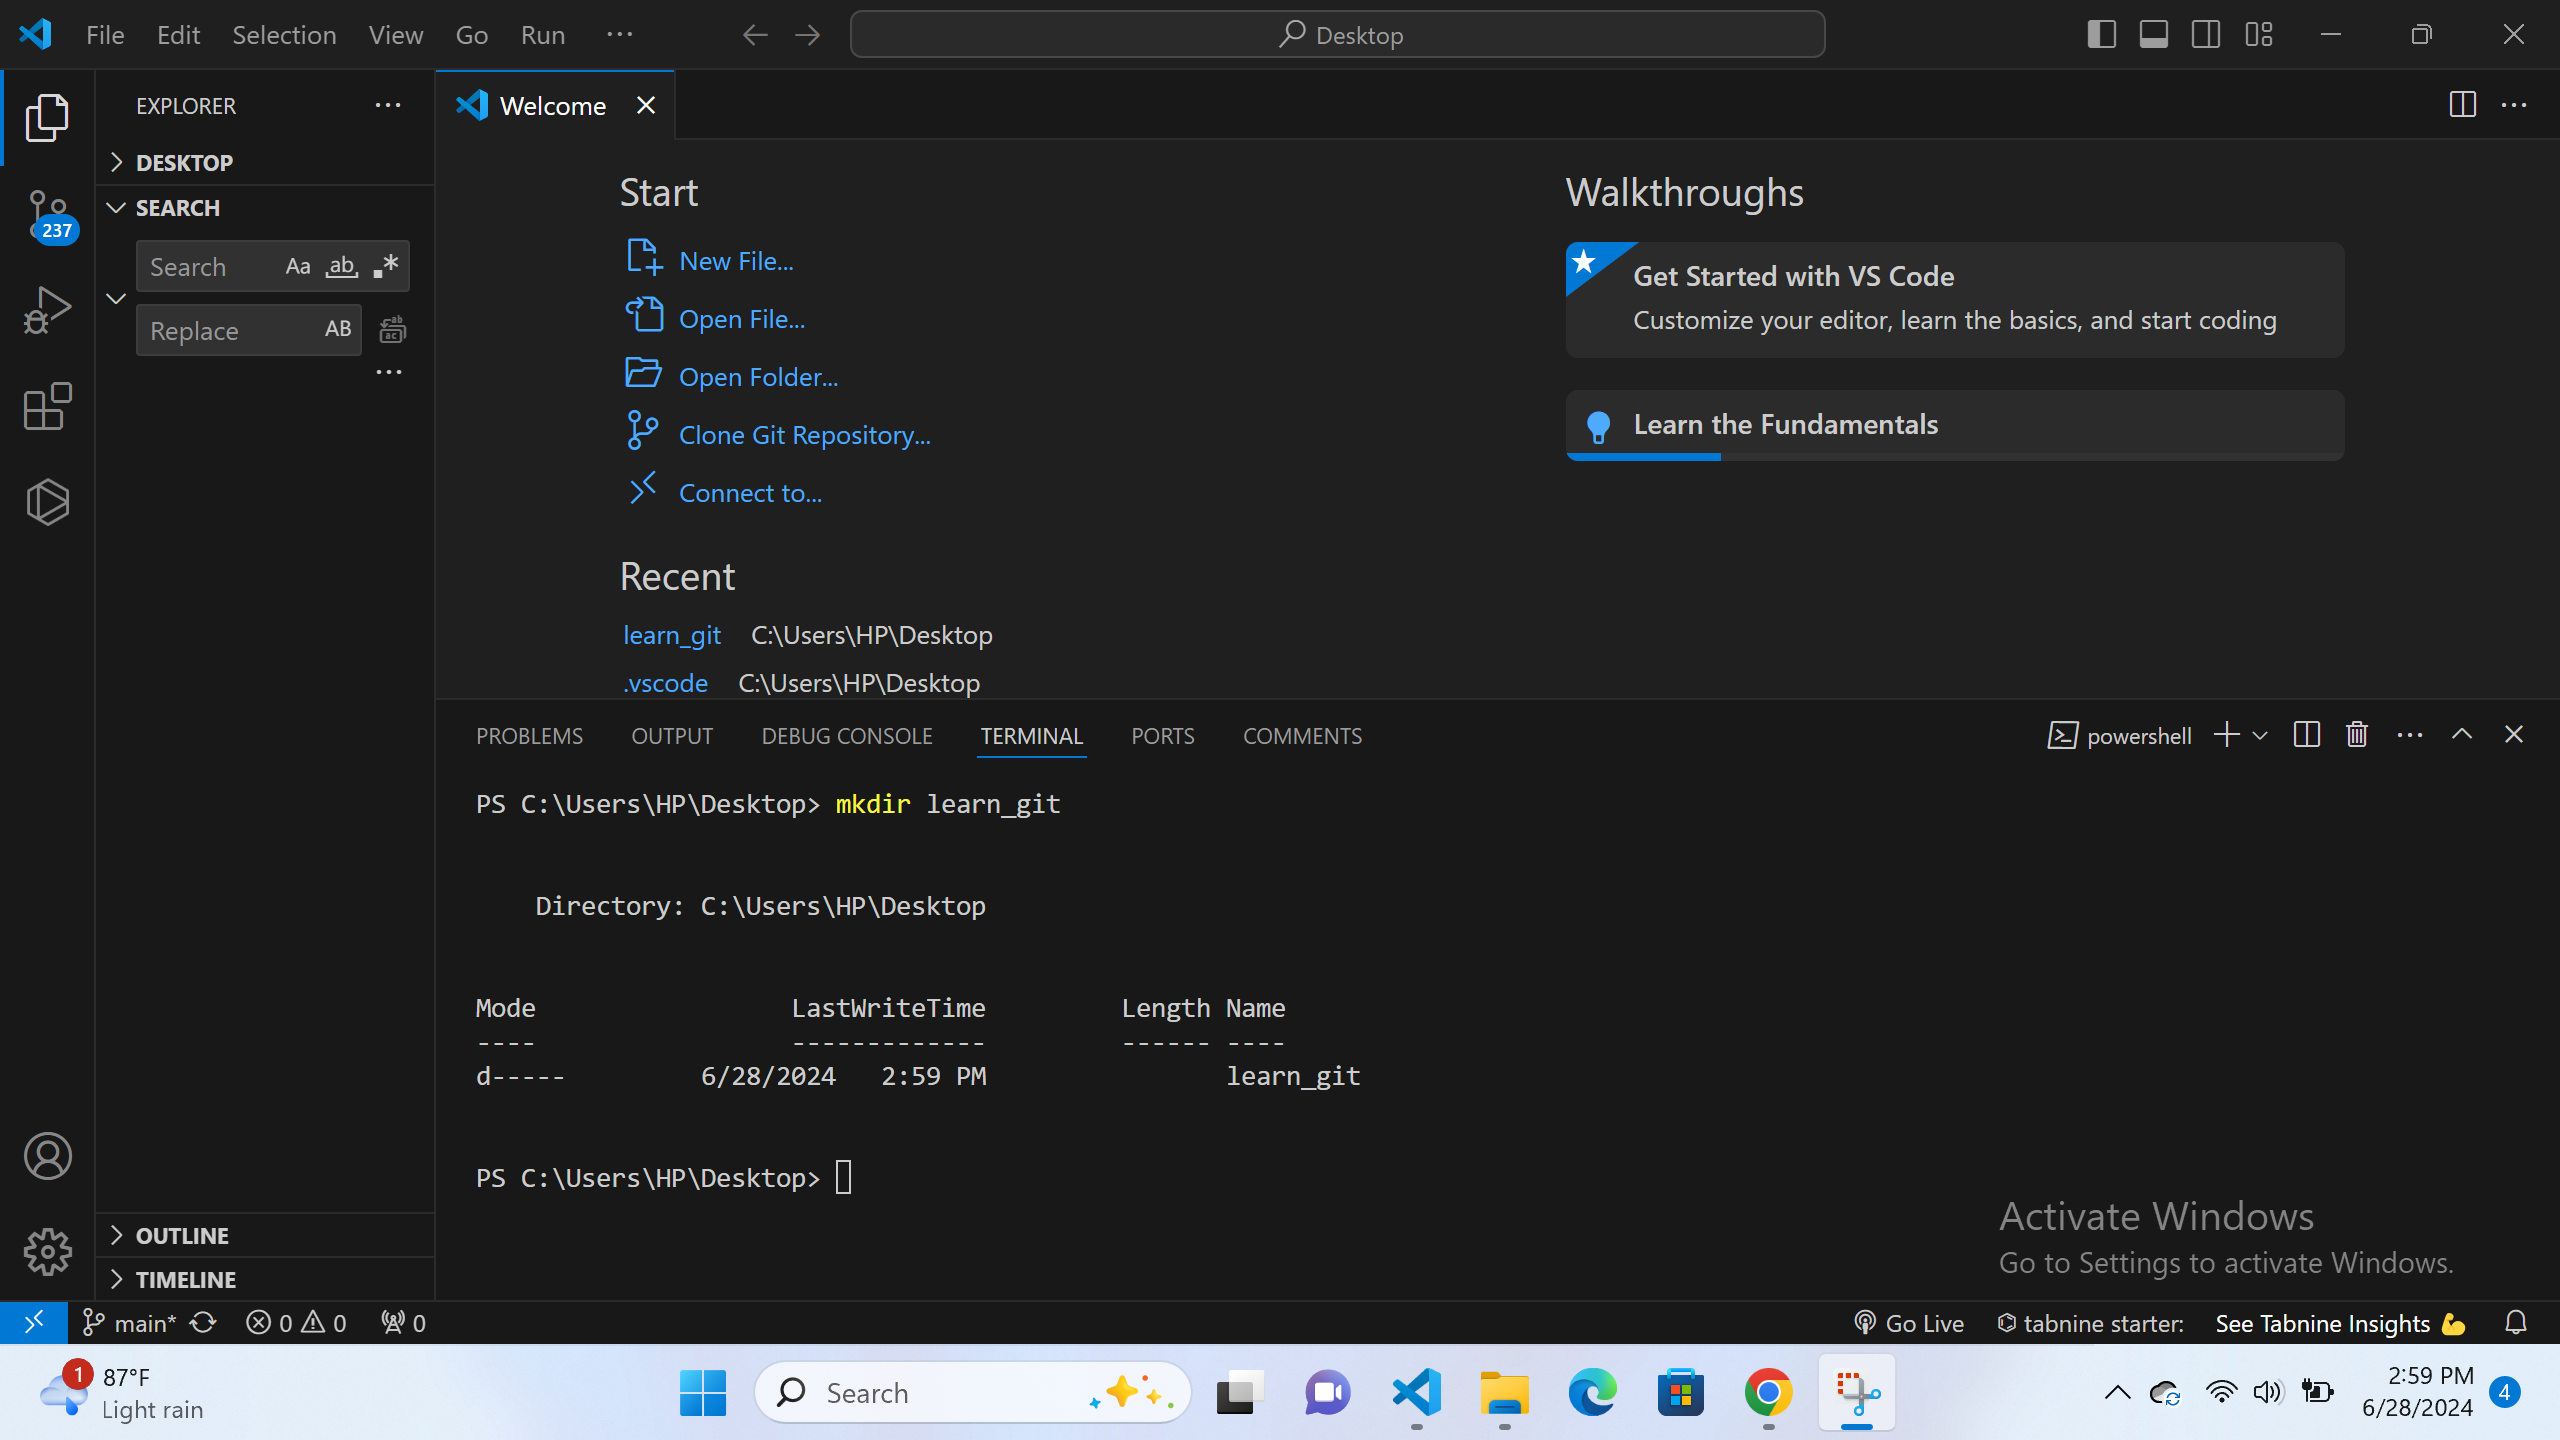 File Edit Selection View Go Run ···
Desktop
EXPLORER ···
DESKTOP
SEARCH
Search Aa ab .*
Replace AB
···
237
Welcome
Start
New File...
Open File...
Open Folder...
Clone Git Repository...
Connect to...
Recent
learn_git C:\Users\HP\Desktop
.vscode C:\Users\HP\Desktop
Walkthroughs
Get Started with VS Code
Customize your editor, learn the basics, and start coding
Learn the Fundamentals
PROBLEMS OUTPUT DEBUG CONSOLE TERMINAL PORTS COMMENTS
powershell
PS C:\Users\HP\Desktop> mkdir learn_git
Directory: C:\Users\HP\Desktop
Mode LastWriteTime Length Name
---- ------------- ------ ----
d----- 6/28/2024 2:59 PM learn_git
PS C:\Users\HP\Desktop>
OUTLINE
TIMELINE
Activate Windows
Go to Settings to activate Windows.
main* 0 0 0
Go Live tabnine starter: See Tabnine Insights
1 87°F
Light rain
Search
2:59 PM
6/28/2024
4